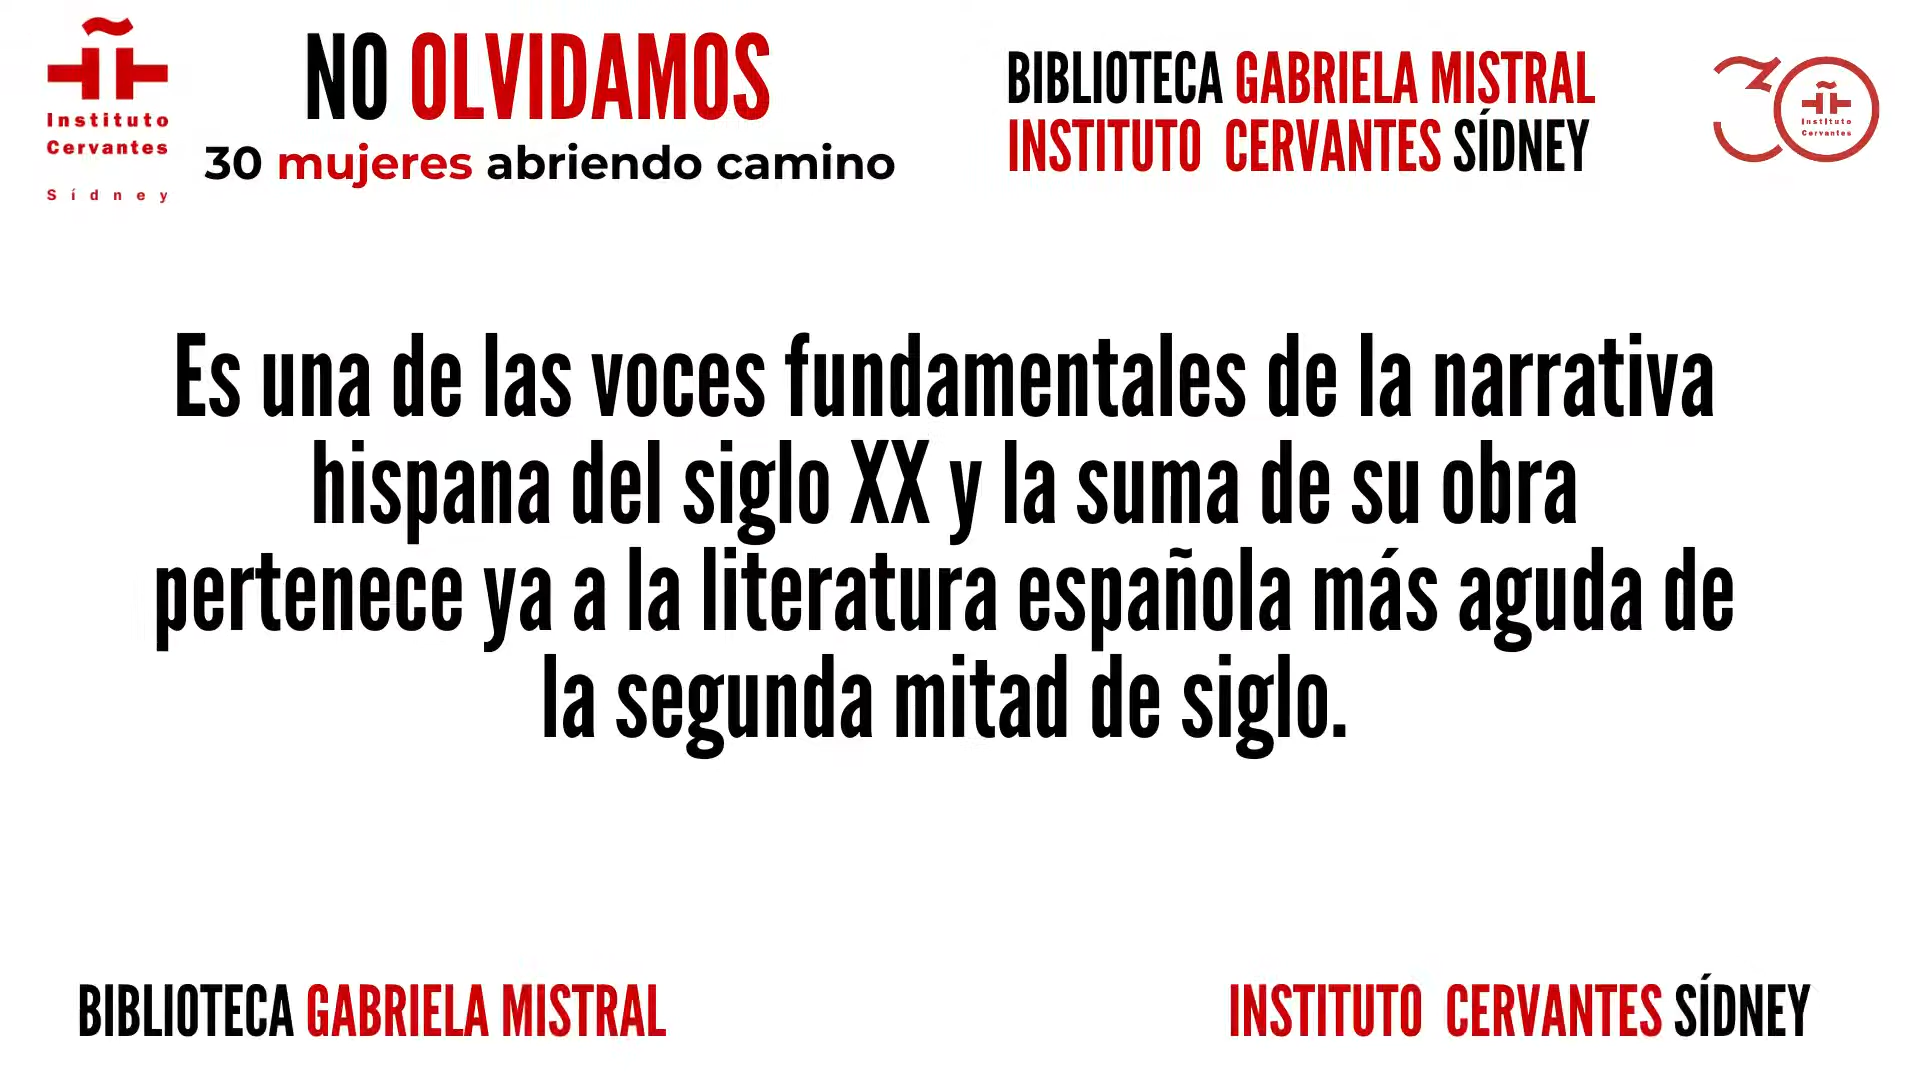 Instituto
Cervantes
Sídney
NO OLVIDAMOS
30 mujeres abriendo camino
BIBLIOTECA GABRIELA MISTRAL
INSTITUTO CERVANTES SÍDNEY
30
Instituto
Cervantes
Es una de las voces fundamentales de la narrativa
hispana del siglo XX y la suma de su obra
pertenece ya a la literatura española más aguda de
la segunda mitad de siglo.
BIBLIOTECA GABRIELA MISTRAL
INSTITUTO CERVANTES SÍDNEY